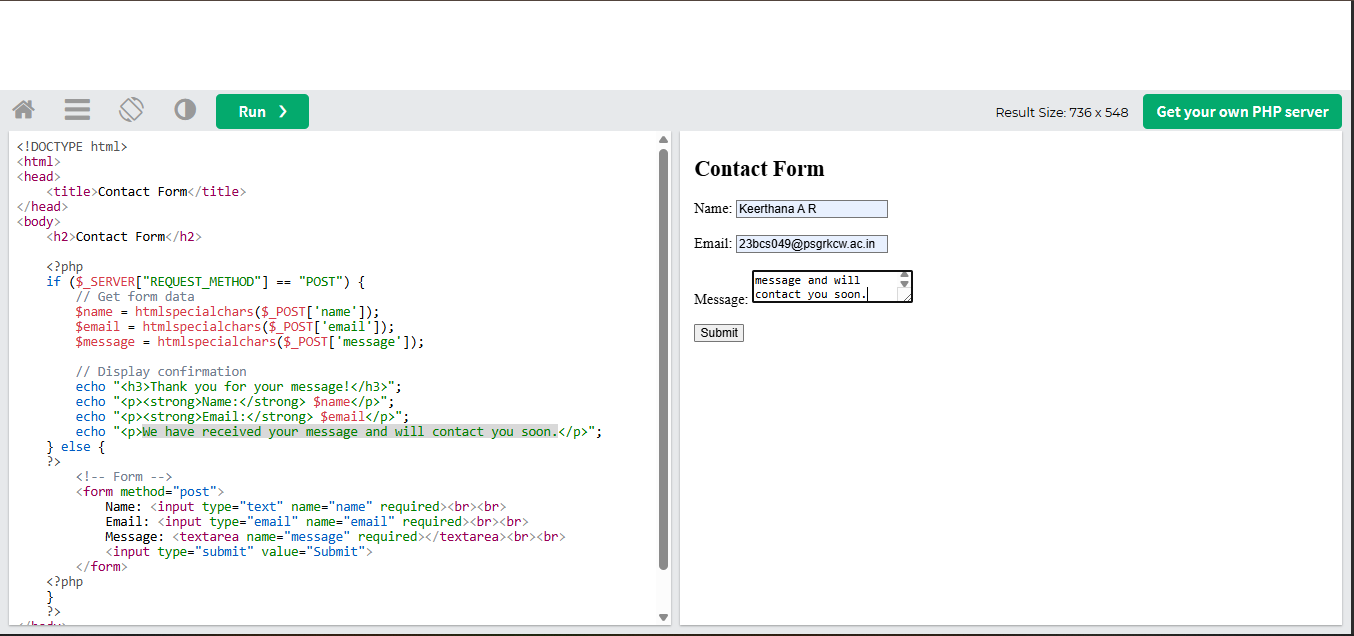 Run ❯
Result Size: 736 x 548
Get your own PHP server
<!DOCTYPE html>
<html>
<head>
    <title>Contact Form</title>
</head>
<body>
    <h2>Contact Form</h2>

    <?php
    if ($_SERVER["REQUEST_METHOD"] == "POST") {
        // Get form data
        $name = htmlspecialchars($_POST['name']);
        $email = htmlspecialchars($_POST['email']);
        $message = htmlspecialchars($_POST['message']);

        // Display confirmation
        echo "<h3>Thank you for your message!</h3>";
        echo "<p><strong>Name:</strong> $name</p>";
        echo "<p><strong>Email:</strong> $email</p>";
        echo "<p>We have received your message and will contact you soon.</p>";
    } else {
    ?>
        <!-- Form -->
        <form method="post">
            Name: <input type="text" name="name" required><br><br>
            Email: <input type="email" name="email" required><br><br>
            Message: <textarea name="message" required></textarea><br><br>
            <input type="submit" value="Submit">
        </form>
    <?php
    }
    ?>
</body>
Contact Form
Name: Keerthana A R
Email: 23bcs049@psgrkcw.ac.in
Message: message and will
contact you soon.
Submit